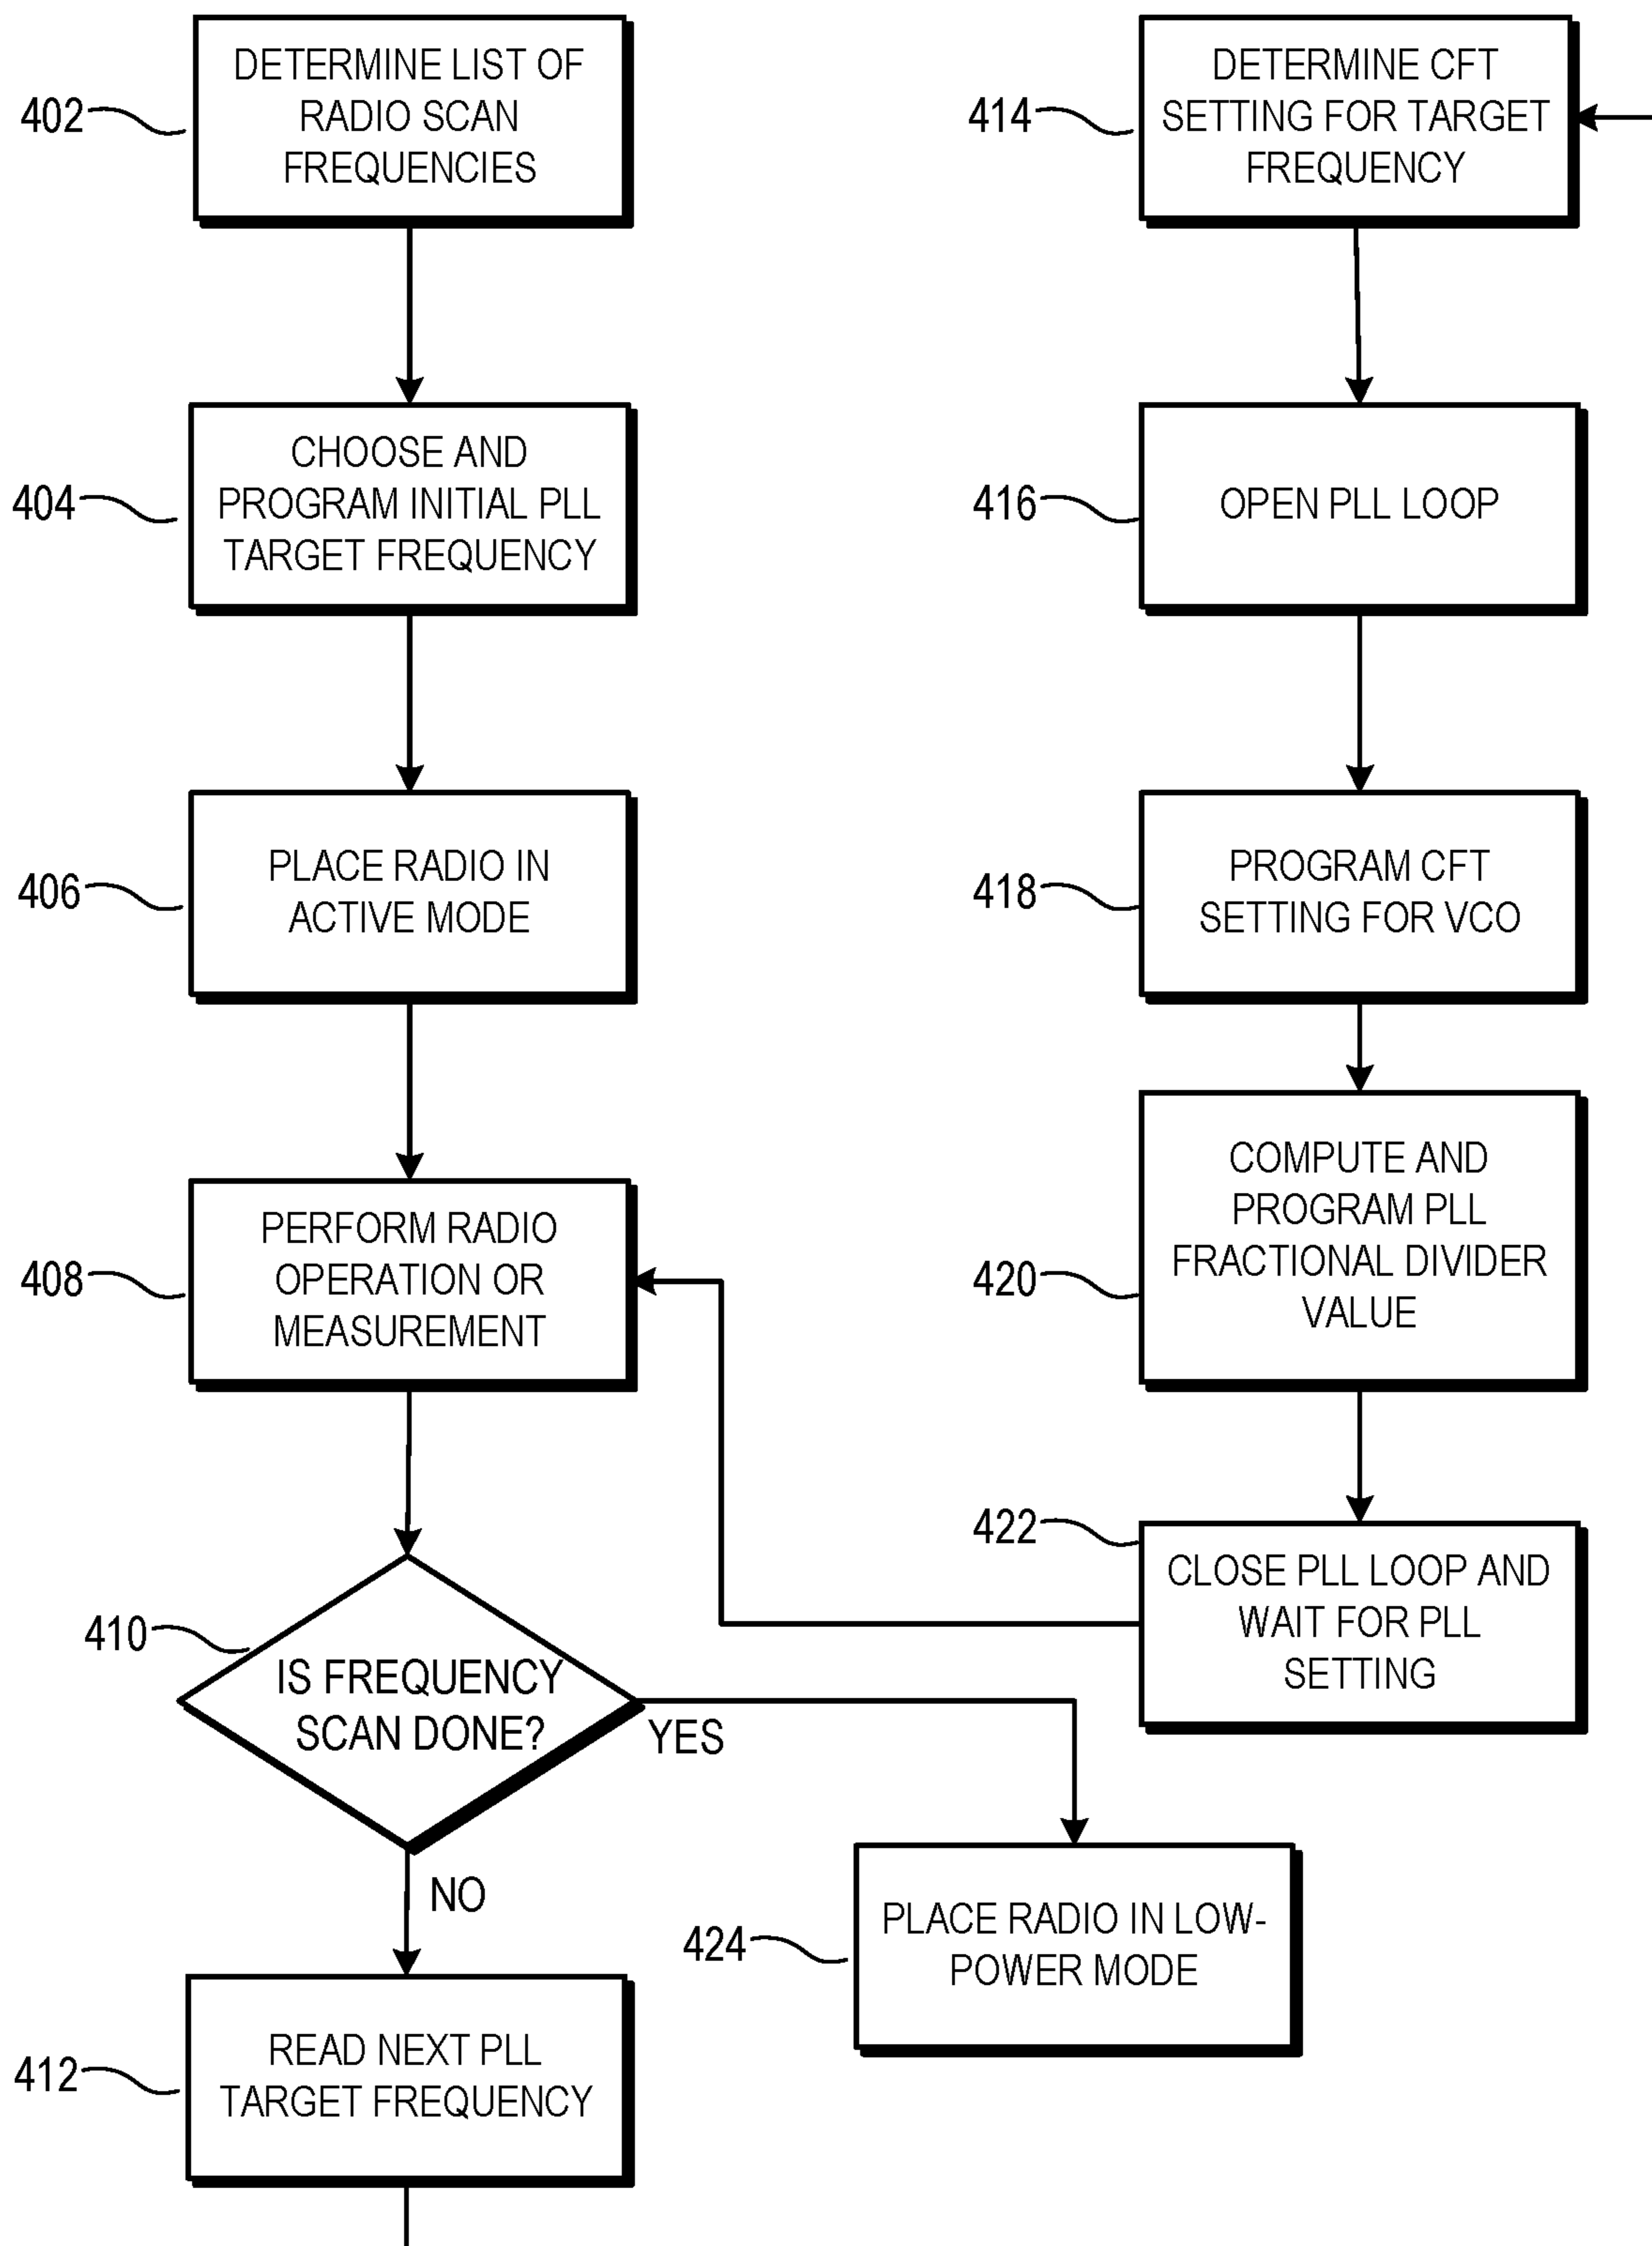 402
DETERMINE LIST OF
RADIO SCAN
FREQUENCIES
404
CHOOSE AND
PROGRAM INITIAL PLL
TARGET FREQUENCY
406
PLACE RADIO IN
ACTIVE MODE
408
PERFORM RADIO
OPERATION OR
MEASUREMENT
410
IS FREQUENCY
SCAN DONE?
YES
NO
412
READ NEXT PLL
TARGET FREQUENCY
414
DETERMINE CFT
SETTING FOR TARGET
FREQUENCY
416
OPEN PLL LOOP
418
PROGRAM CFT
SETTING FOR VCO
420
COMPUTE AND
PROGRAM PLL
FRACTIONAL DIVIDER
VALUE
422
CLOSE PLL LOOP AND
WAIT FOR PLL
SETTING
424
PLACE RADIO IN LOW-
POWER MODE